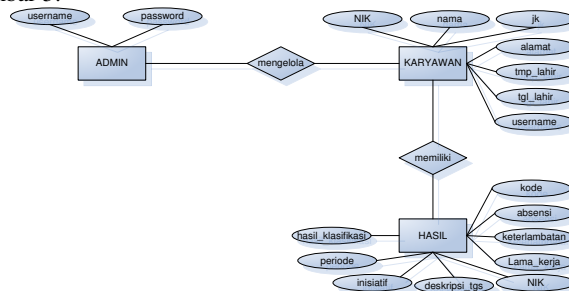 username
password
NIK
nama
jk
ADMIN
mengelola
KARYAWAN
alamat
tmp_lahir
tgl_lahir
username
memiliki
kode
absensi
hasil_klasifikasi
HASIL
keterlambatan
periode
Lama_kerja
inisiatif
deskripsi_tgs
NIK